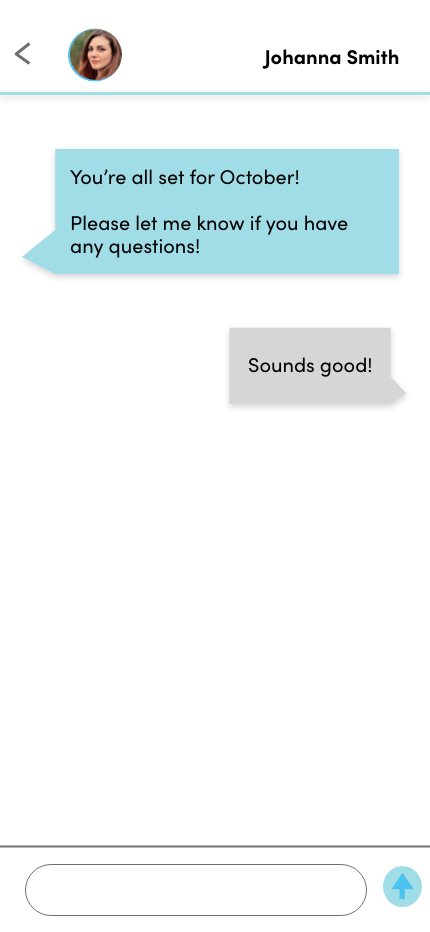 Johanna Smith
You’re all set for October!
Please let me know if you have
any questions!
Sounds good!